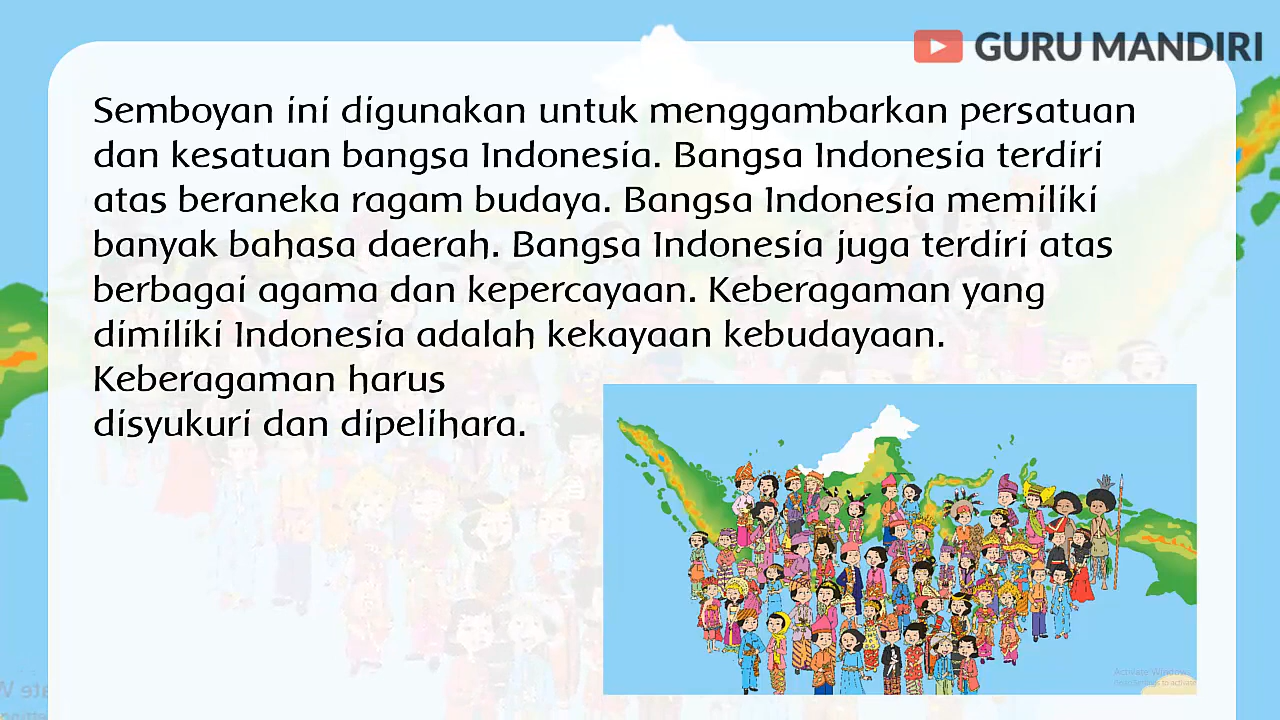 GURU MANDIRI
Semboyan ini digunakan untuk menggambarkan persatuan
dan kesatuan bangsa Indonesia. Bangsa Indonesia terdiri
atas beraneka ragam budaya. Bangsa Indonesia memiliki
banyak bahasa daerah. Bangsa Indonesia juga terdiri atas
berbagai agama dan kepercayaan. Keberagaman yang
dimiliki Indonesia adalah kekayaan kebudayaan.
Keberagaman harus
disyukuri dan dipelihara.
Activate Windows